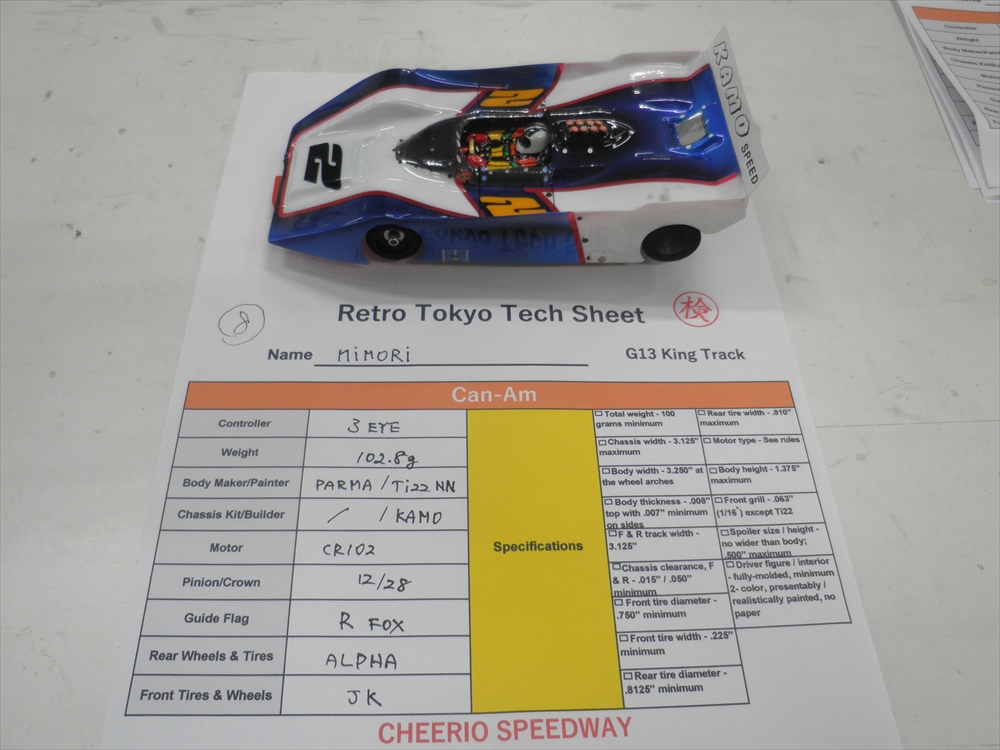 KAMO SPEED
2
2
2
Retro Tokyo Tech Sheet
検
8
Name MiMORi
G13 King Track
Can-Am
Controller 3 EYE
Weight 102.8g
Body Maker/Painter PARMA / Ti22 NN
Chassis Kit/Builder / / KAMO
Motor CR102
Pinion/Crown 12/28
Guide Flag R FOX
Rear Wheels & Tires ALPHA
Front Tires & Wheels JK
Specifications
☐ Total weight - 100
grams minimum
☐ Chassis width - 3.125"
maximum
☐ Body width - 3.250" at
the wheel arches
☐ Body thickness - .008"
top with .007" minimum
on sides
☐ F & R track width -
3.125"
☐ Chassis clearance, F
& R - .015" / .050"
minimum
☐ Front tire diameter -
.750" minimum
☐ Front tire width - .225"
minimum
☐ Rear tire diameter -
.8125" minimum
☐ Rear tire width - .810"
maximum
☐ Motor type - See rules
☐ Body height - 1.375"
maximum
☐ Front grill - .063"
(1/16") except Ti22
☐ Spoiler size / height -
no wider than body;
.500" maximum
☐ Driver figure / interior
- fully-molded, minimum
2- color, presentably /
realistically painted, no
paper
CHEERIO SPEEDWAY
Controller
Weight